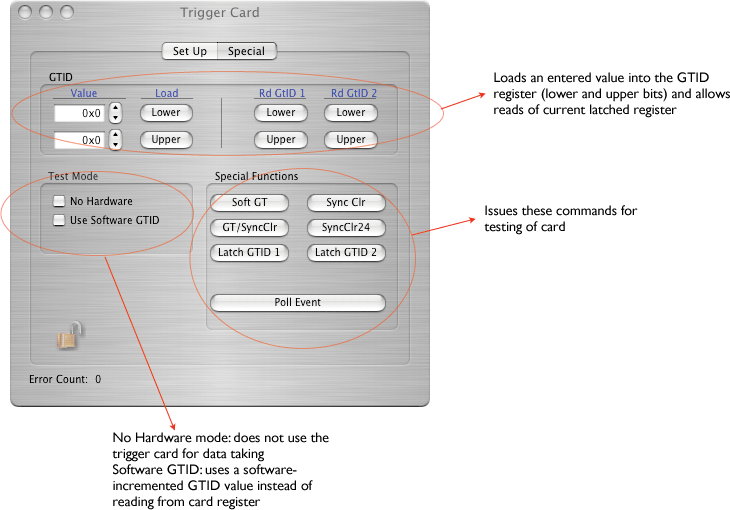 Trigger Card
Set Up Special
GTID
Value Load Rd GtID 1 Rd GtID 2
0x0 Lower Lower Lower
0x0 Upper Upper Upper
Loads an entered value into the GTID
register (lower and upper bits) and allows
reads of current latched register
Test Mode
No Hardware
Use Software GTID
Special Functions
Soft GT Sync Clr
GT/SyncClr SyncClr24
Latch GTID 1 Latch GTID 2
Poll Event
Issues these commands for
testing of card
Error Count: 0
No Hardware mode: does not use the
trigger card for data taking
Software GTID: uses a software-
incremented GTID value instead of
reading from card register